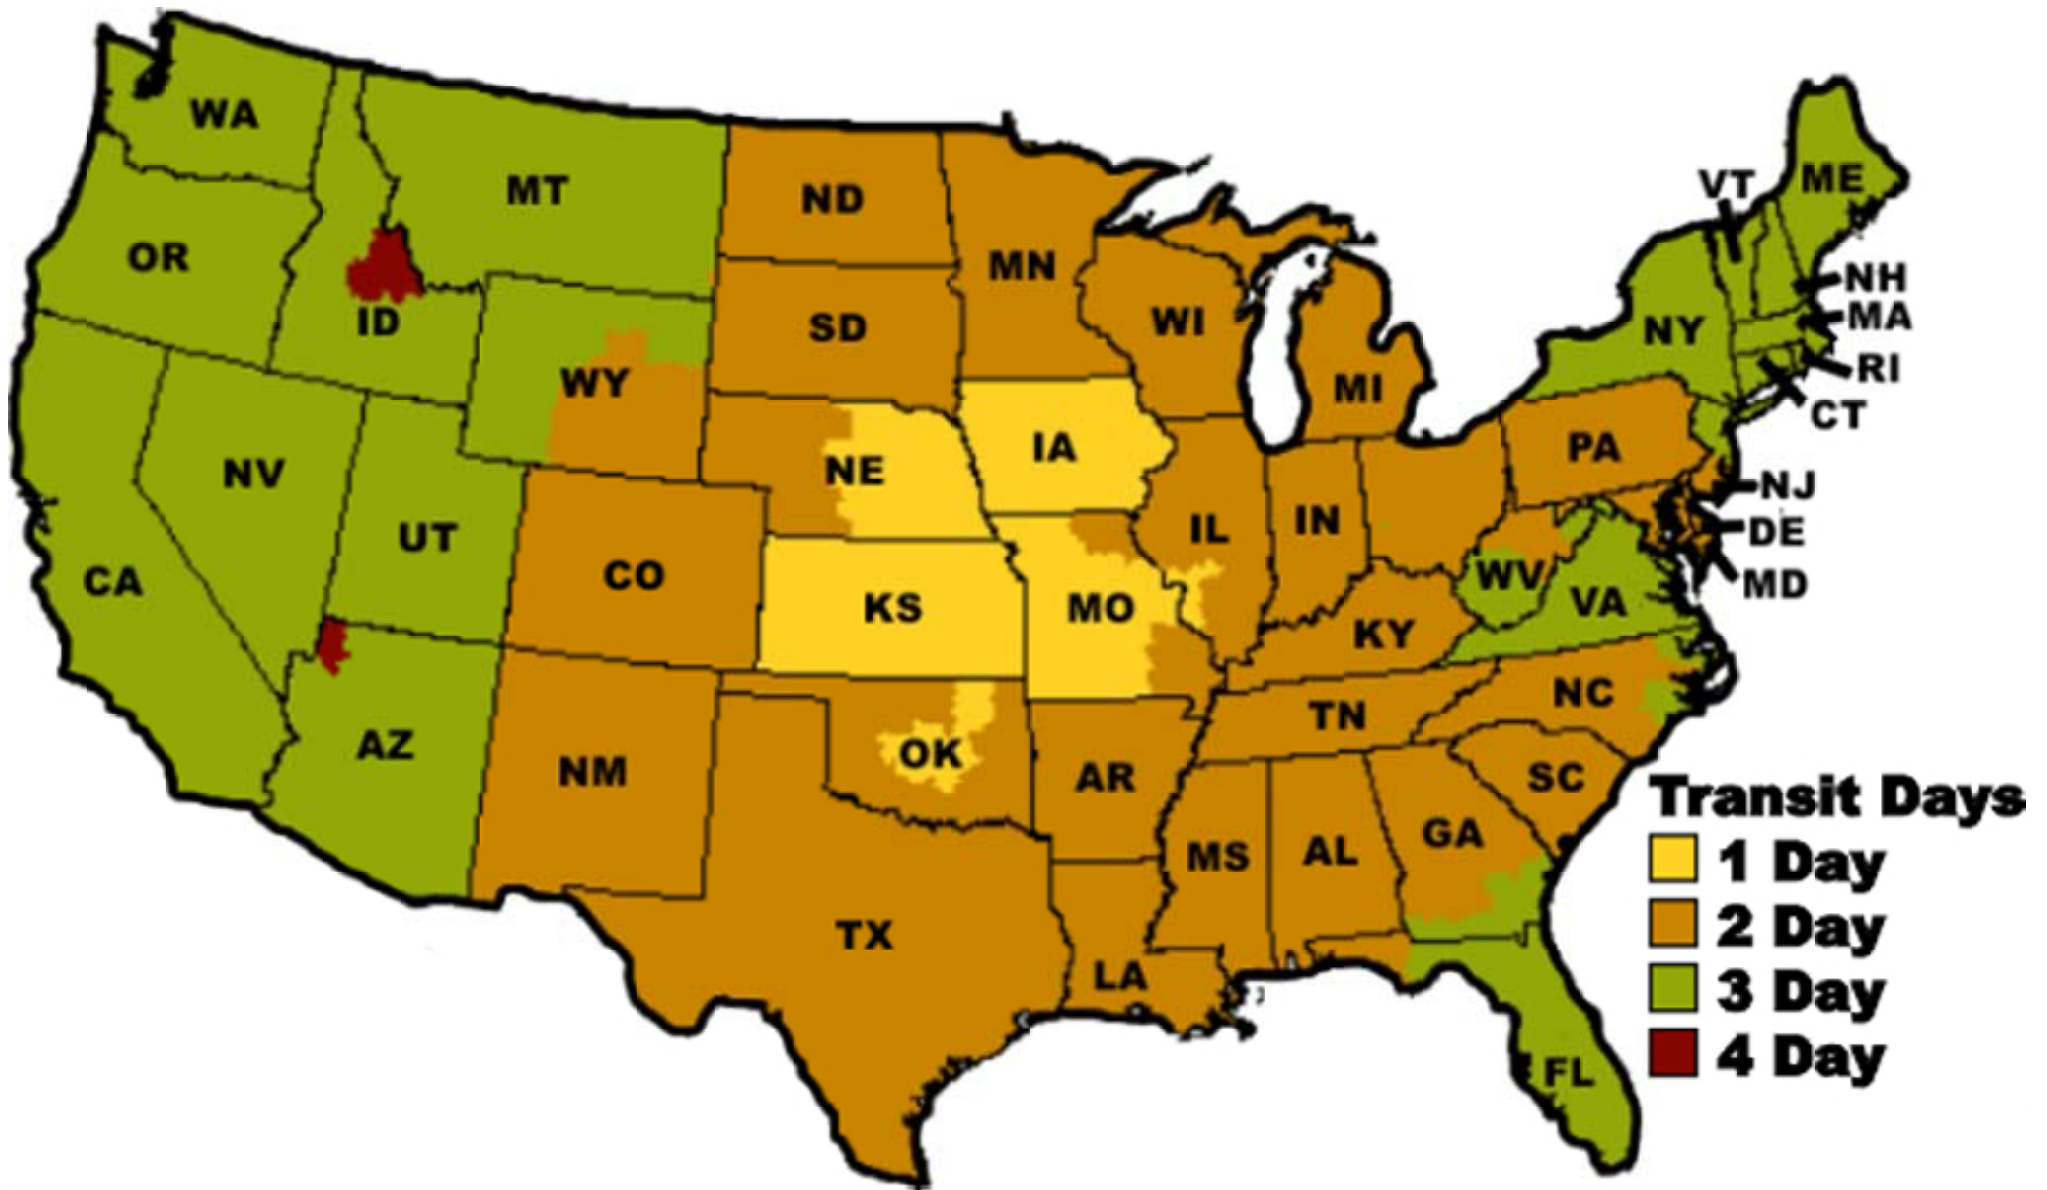 WA
MT
ND
MN
VT
ME
OR
ID
SD
WI
MI
NY
NH
MA
RI
CT
WY
NE
IA
PA
NV
UT
CO
KS
MO
IL
IN
WV
VA
NJ
DE
MD
CA
KY
AZ
NM
OK
AR
TN
NC
SC
TX
LA
MS
AL
GA
FL
Transit Days
1 Day
2 Day
3 Day
4 Day